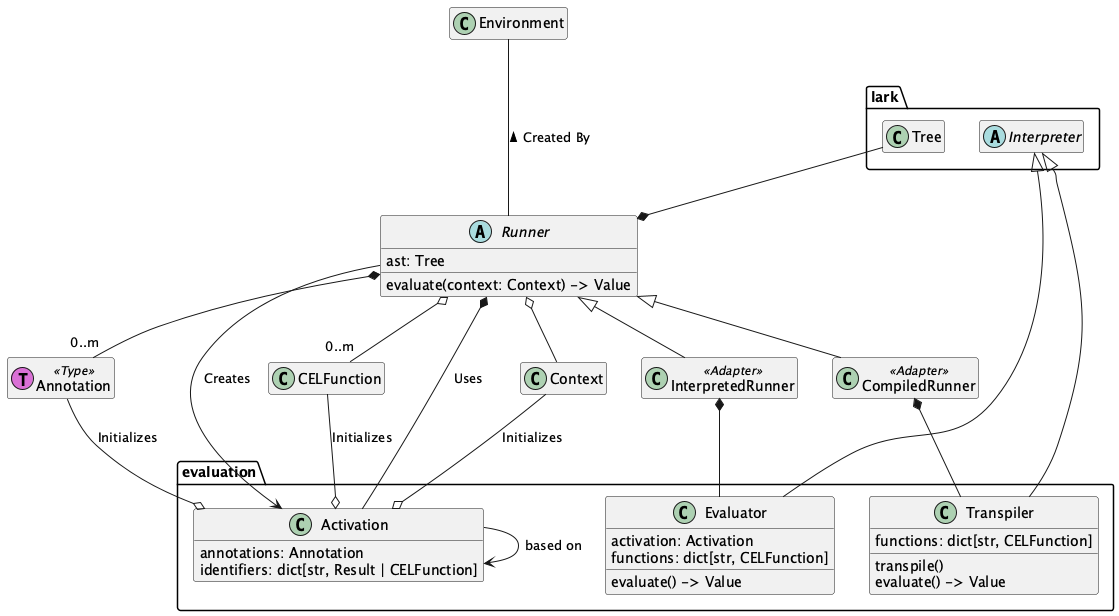 C Environment
lark
C Tree
A Interpreter
Created By
A Runner
ast: Tree
evaluate(context: Context) -> Value
0..m
0..m
T «Type»
Annotation
Creates
C CELFunction
Uses
C Context
C «Adapter»
InterpretedRunner
C «Adapter»
CompiledRunner
Initializes
Initializes
Initializes
evaluation
C Activation
annotations: Annotation
identifiers: dict[str, Result | CELFunction]
based on
C Evaluator
activation: Activation
functions: dict[str, CELFunction]
evaluate() -> Value
C Transpiler
functions: dict[str, CELFunction]
transpile()
evaluate() -> Value